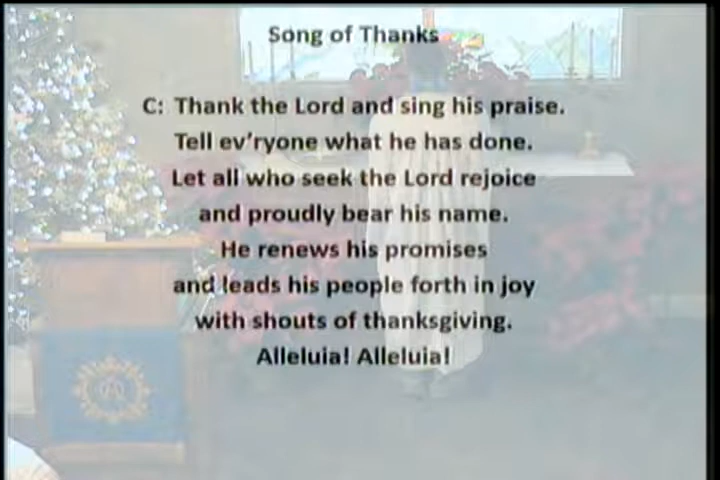 Song of Thanks
C: Thank the Lord and sing his praise.
Tell ev'ryone what he has done.
Let all who seek the Lord rejoice
and proudly bear his name.
He renews his promises
and leads his people forth in joy
with shouts of thanksgiving.
Alleluia! Alleluia!